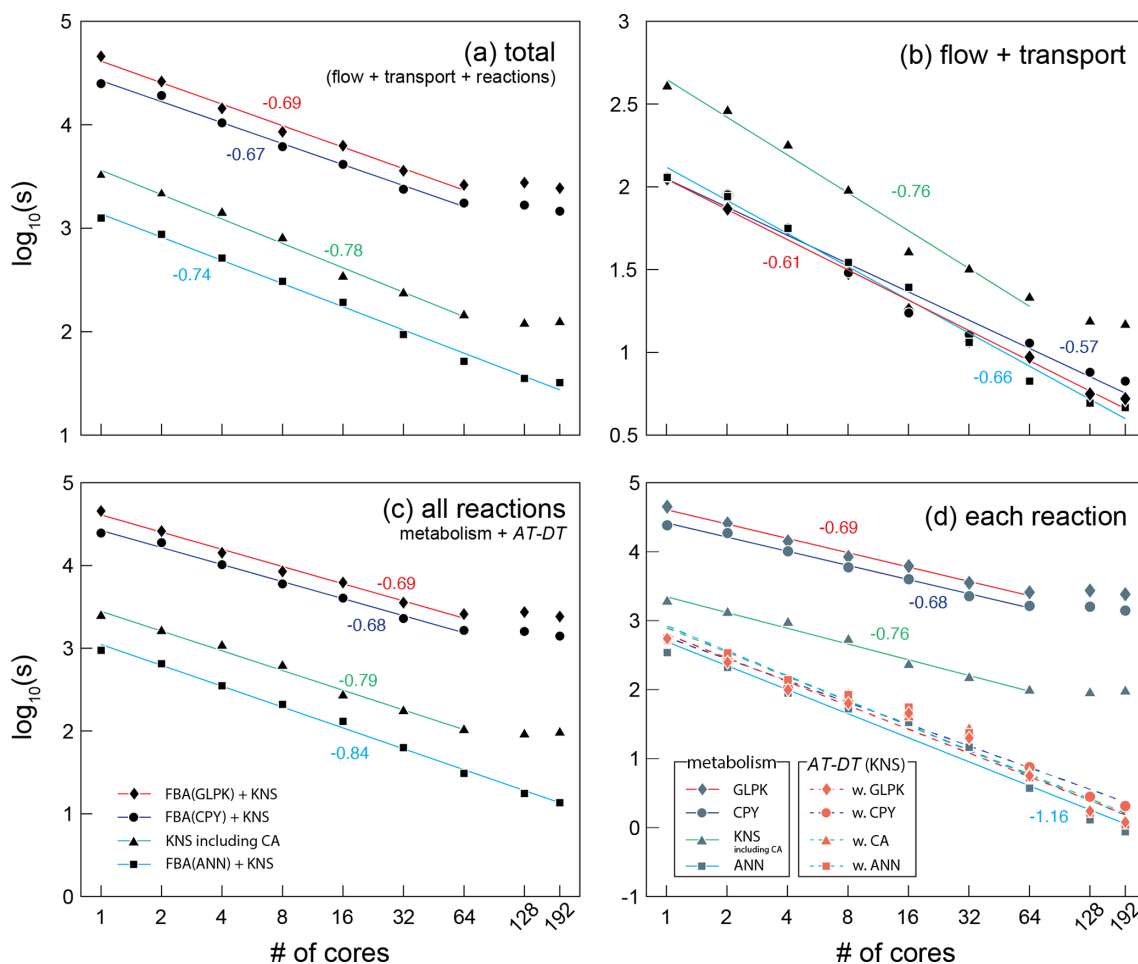 (a) total
(flow + transport + reactions)
log10(s)
5
4
3
2
1
-0.69
-0.67
-0.78
-0.74
(b) flow + transport
3
2.5
2
1.5
1
0.5
-0.76
-0.61
-0.57
-0.66
(c) all reactions
metabolism + AT-DT
log10(s)
5
4
3
2
1
0
-0.69
-0.68
-0.79
-0.84
FBA(GLPK) + KNS
FBA(CPY) + KNS
KNS including CA
FBA(ANN) + KNS
1 2 4 8 16 32 64 128 192
# of cores
(d) each reaction
5
4
3
2
1
0
-1
-0.69
-0.68
-0.76
-1.16
metabolism
GLPK
CPY
KNS
including CA
ANN
AT-DT (KNS)
w. GLPK
w. CPY
w. CA
w. ANN
1 2 4 8 16 32 64 128 192
# of cores